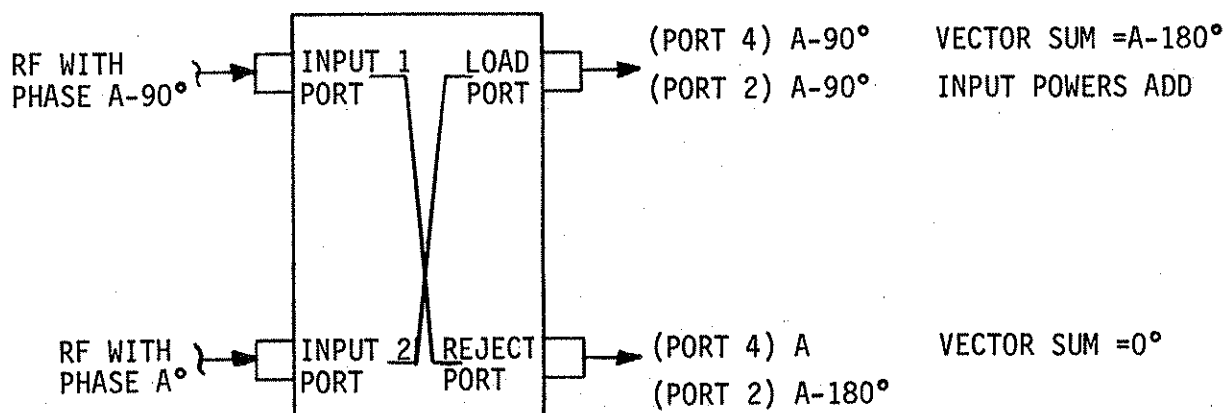 RF WITH
PHASE A-90°
INPUT 1
PORT
LOAD
PORT
(PORT 4) A-90°
(PORT 2) A-90°
VECTOR SUM =A-180°
INPUT POWERS ADD
RF WITH
PHASE A°
INPUT 2
PORT
REJECT
PORT
(PORT 4) A
(PORT 2) A-180°
VECTOR SUM =0°